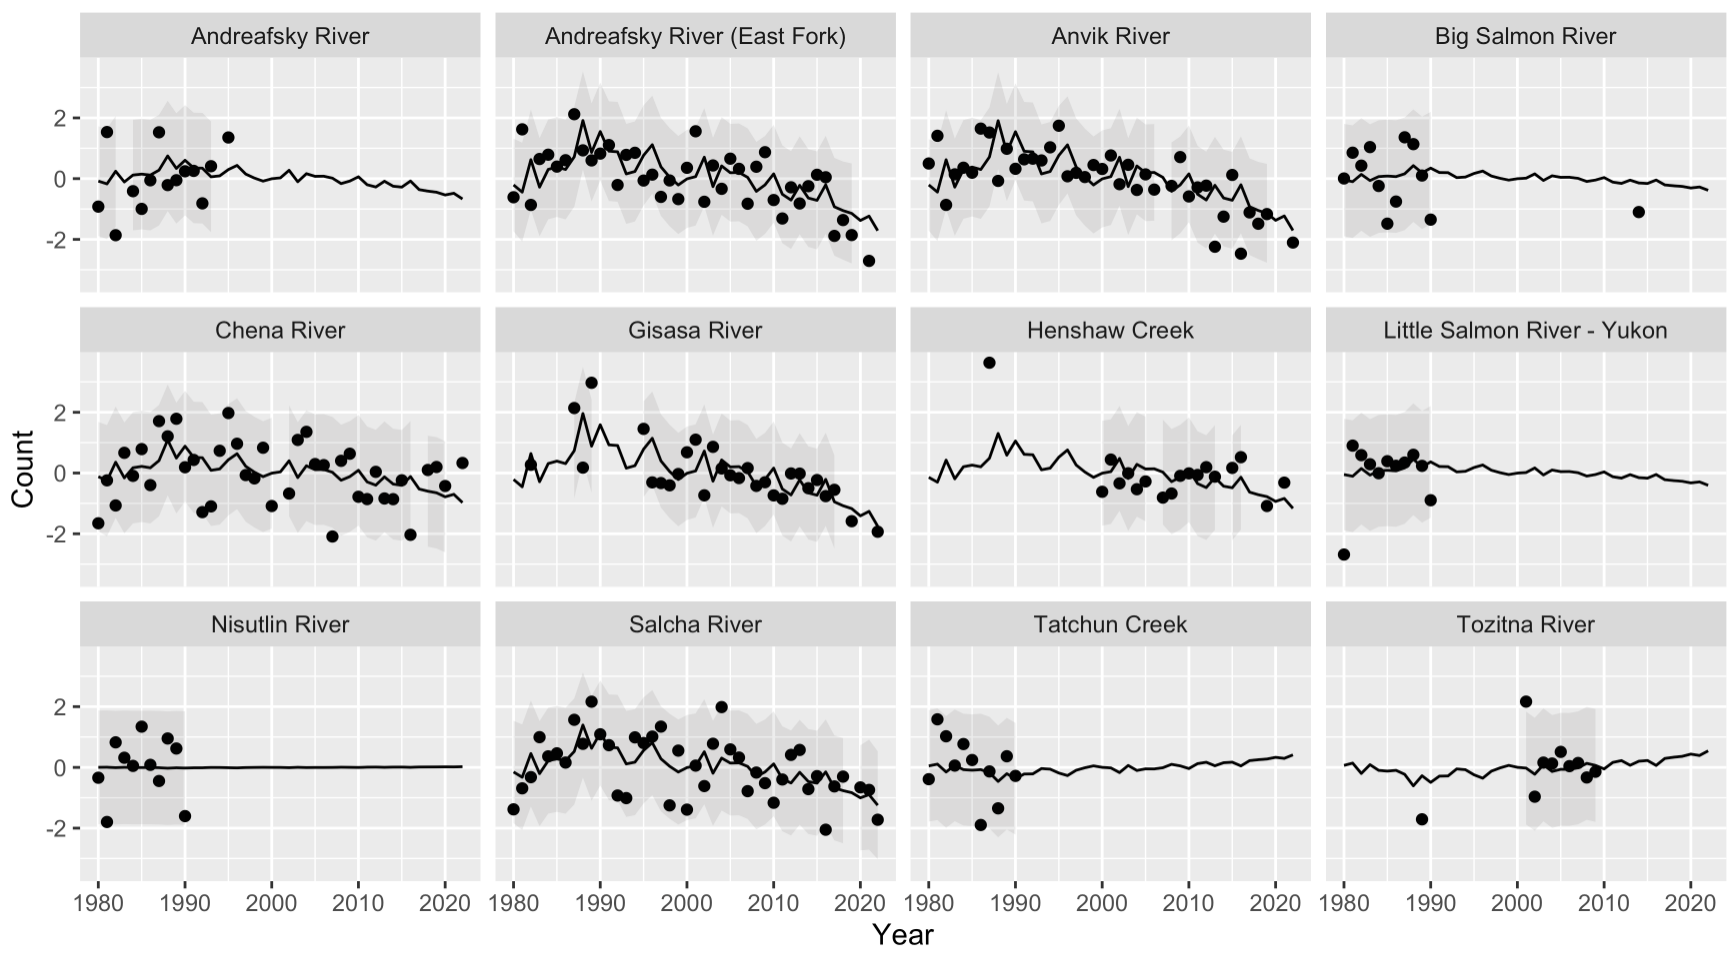 Andreafsky River
Andreafsky River (East Fork)
Anvik River
Big Salmon River
2
0
-2
Chena River
Gisasa River
Henshaw Creek
Little Salmon River - Yukon
2
0
-2
Nisutlin River
Salcha River
Tatchun Creek
Tozitna River
2
0
-2
1980 1990 2000 2010 2020
1980 1990 2000 2010 2020
1980 1990 2000 2010 2020
1980 1990 2000 2010 2020
Count
Year